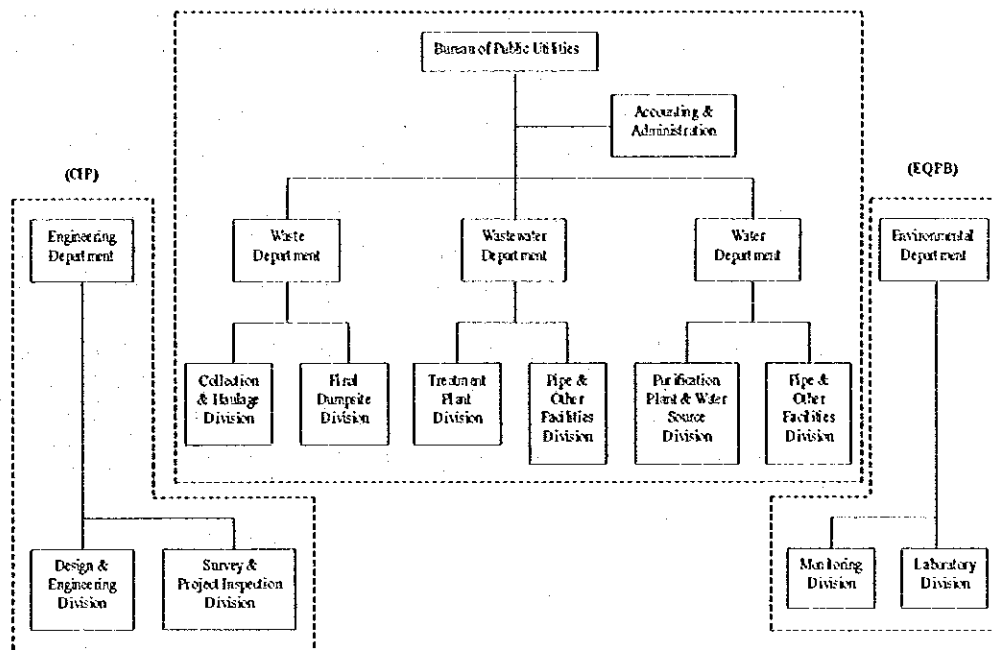 Bureau of Public Utilities
Accounting &
Administration
(CIP)
(EQPB)
Engineering
Department
Waste
Department
Wastewater
Department
Water
Department
Environmental
Department
Collection
& Haulage
Division
Final
Dumpsite
Division
Treatment
Plant
Division
Pipe &
Other
Facilities
Division
Purification
Plant & Water
Source
Division
Pipe &
Other
Facilities
Division
Design &
Engineering
Division
Survey &
Project Inspection
Division
Monitoring
Division
Laboratory
Division